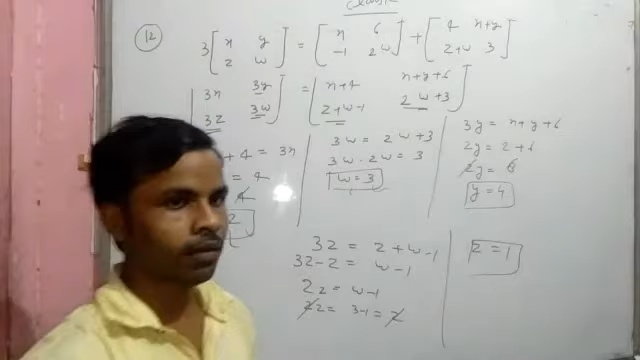 12
3 [ x y ; z w ] = [ x 6 ; -1 2w ] + [ 4 x+y ; z+w 3 ]
[ 3x 3y ; 3z 3w ] = [ x+4 x+y+6 ; z+w-1 2w+3 ]
+ 4 = 3x
= 4
4
2
3w = 2w+3
3w-2w = 3
w = 3
3y = x+y+6
2y = 2+6
2y = 8
y = 4
3z = z+w-1
3z-z = w-1
2z = w-1
2z = 3-1 = 2
z = 1